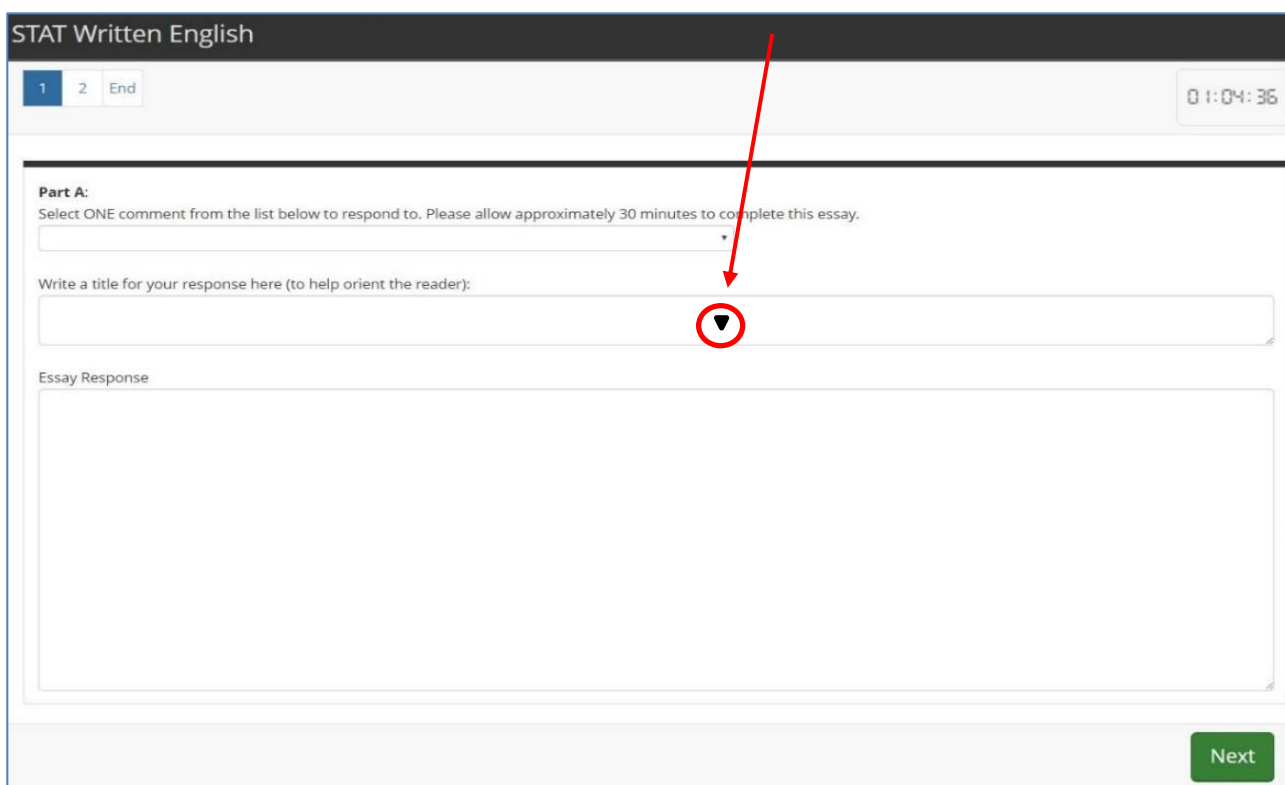 STAT Written English
1 2 End
01:04:36
Part A:
Select ONE comment from the list below to respond to. Please allow approximately 30 minutes to complete this essay.
Write a title for your response here (to help orient the reader):
Essay Response
Next